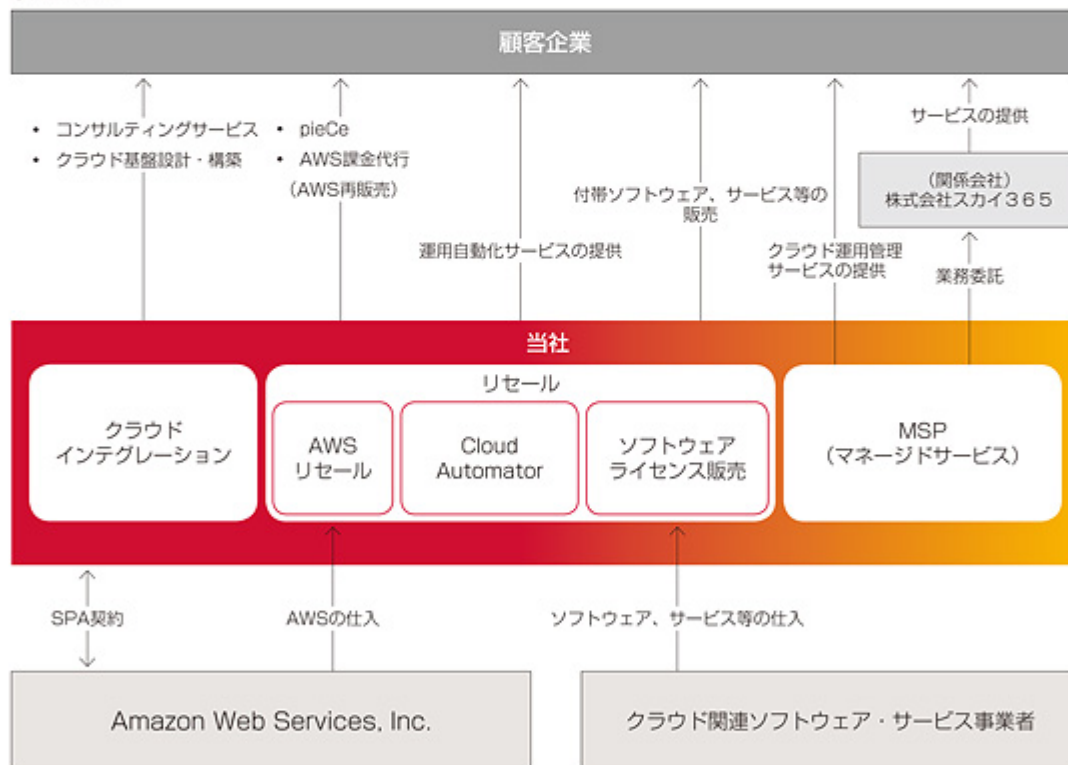 顧客企業
• コンサルティングサービス
• クラウド基盤設計・構築
• pieCe
• AWS課金代行
(AWS再販売)
運用自動化サービスの提供
付帯ソフトウェア、サービス等の
販売
クラウド運用管理
サービスの提供
サービスの提供
(関係会社)
株式会社スカイ365
業務委託
当社
クラウド
インテグレーション
リセール
AWS
リセール
Cloud
Automator
ソフトウェア
ライセンス販売
MSP
(マネージドサービス)
SPA契約
AWSの仕入
ソフトウェア、サービス等の仕入
Amazon Web Services, Inc.
クラウド関連ソフトウェア・サービス事業者